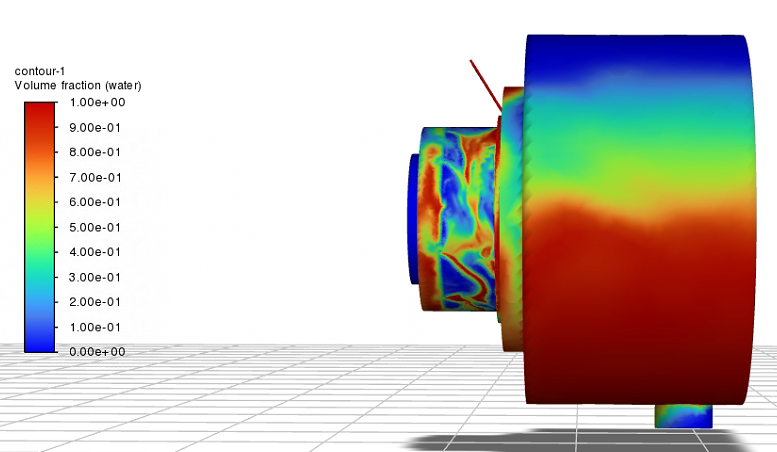 contour-1
Volume fraction (water)
1.00e+00
9.00e-01
8.00e-01
7.00e-01
6.00e-01
5.00e-01
4.00e-01
3.00e-01
2.00e-01
1.00e-01
0.00e+00